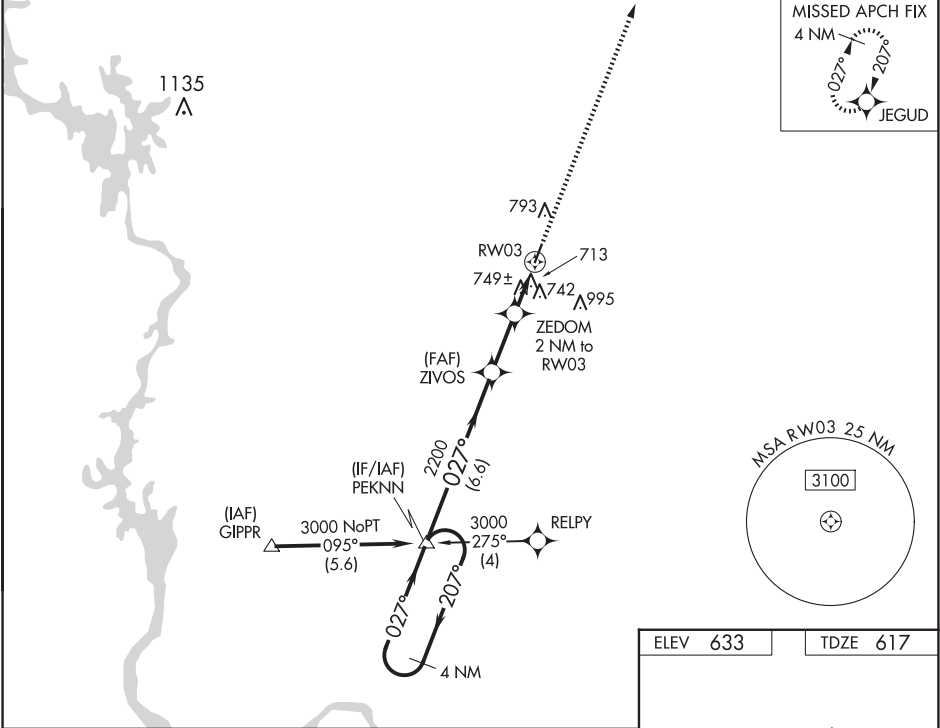 MISSED APCH FIX
4 NM
027°
207°
JEGUD
1135
793
RW03
713
749±
742
995
ZEDOM
2 NM to
RW03
(FAF)
ZIVOS
2200
027°
(6.6)
(IF/IAF)
PEKNN
(IAF)
GIPPR
3000 NoPT
095°
(5.6)
3000
275°
(4)
RELPY
027°
207°
4 NM
MSA RW03 25 NM
3100
ELEV 633
TDZE 617